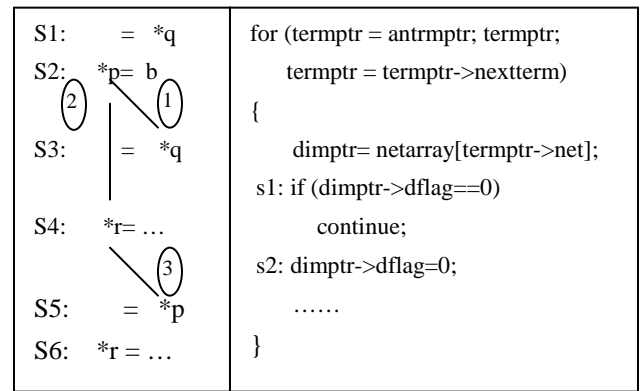 S1: = *q
S2: *p= b
2 1
S3: = *q
S4: *r= …
3
S5: = *p
S6: *r = …
for (termptr = antrmptr; termptr;
termptr = termptr->nextterm)
{
dimptr= netarray[termptr->net];
s1: if (dimptr->dflag==0)
continue;
s2: dimptr->dflag=0;
……
}